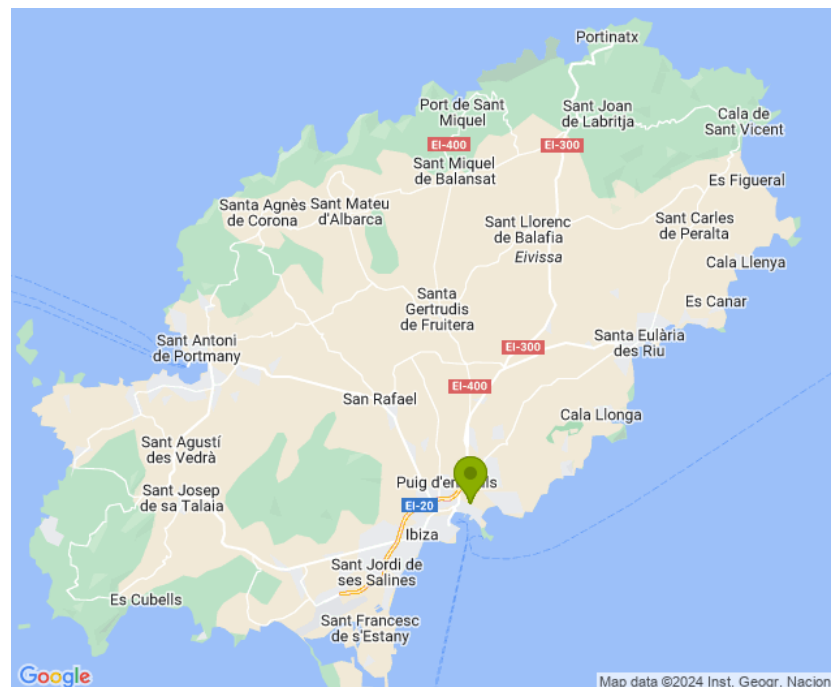 Portinatx
Port de Sant
Miquel
Sant Joan
de Labritja
Cala de
Sant Vicent
EI-400
EI-300
Sant Miquel
de Balansat
Es Figueral
Santa Agnès
de Corona
Sant Mateu
d'Albarca
Sant Llorenc
de Balafia
Sant Carles
de Peralta
Eivissa
Cala Llenya
Santa
Gertrudis
de Fruitera
Es Canar
Sant Antoni
de Portmany
Santa Eulària
des Riu
EI-300
EI-400
San Rafael
Cala Llonga
Sant Agustí
des Vedrà
Puig d'en
ls
Sant Josep
de sa Talaia
EI-20
Ibiza
Sant Jordi de
ses Salines
Es Cubells
Sant Francesc
de s'Estany
Google
Map data ©2024 Inst. Geogr. Nacion